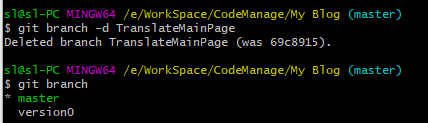 sl@sl-PC MINGW64 /e/WorkSpace/CodeManage/My Blog (master)
$ git branch -d TranslateMainPage
Deleted branch TranslateMainPage (was 69c8915).
sl@sl-PC MINGW64 /e/WorkSpace/CodeManage/My Blog (master)
$ git branch
* master
  version0